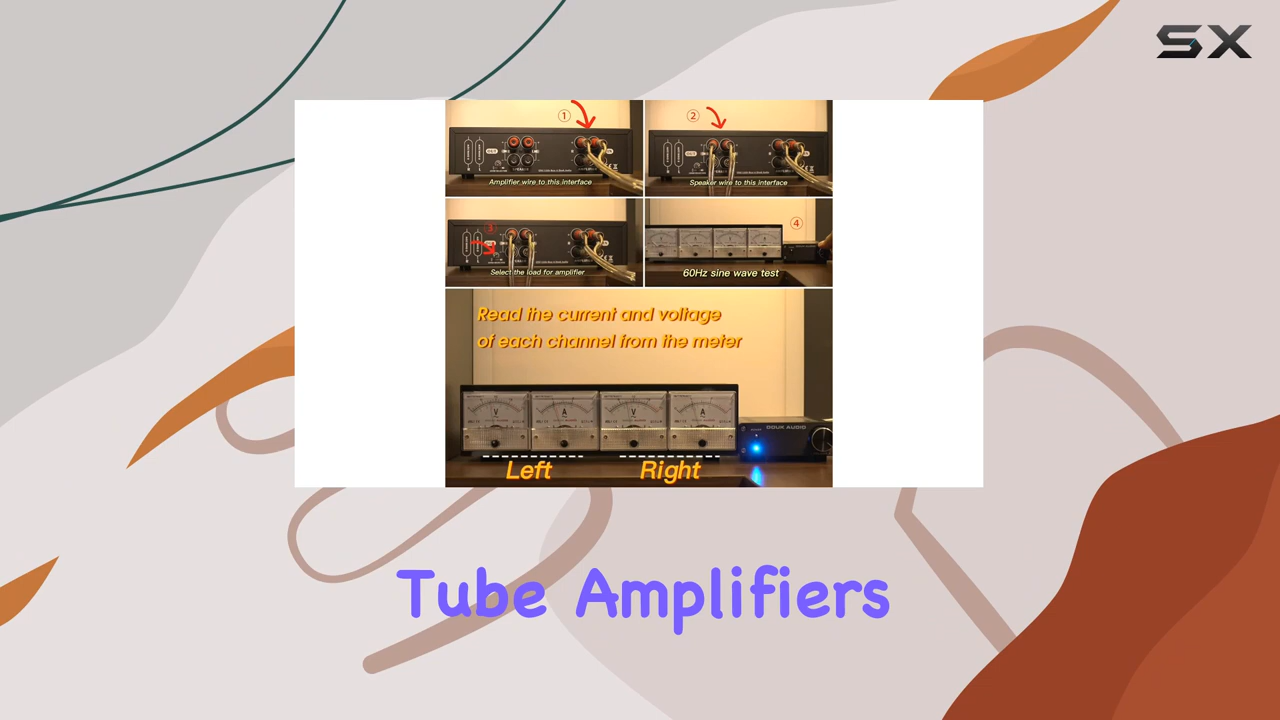 SX
①
Amplifier wire to this interface
②
Speaker wire to this interface
③
Select the load for amplifier
④
60Hz sine wave test
Read the current and voltage
of each channel from the meter
V A V A
DOUK AUDIO
Left Right
Tube Amplifiers